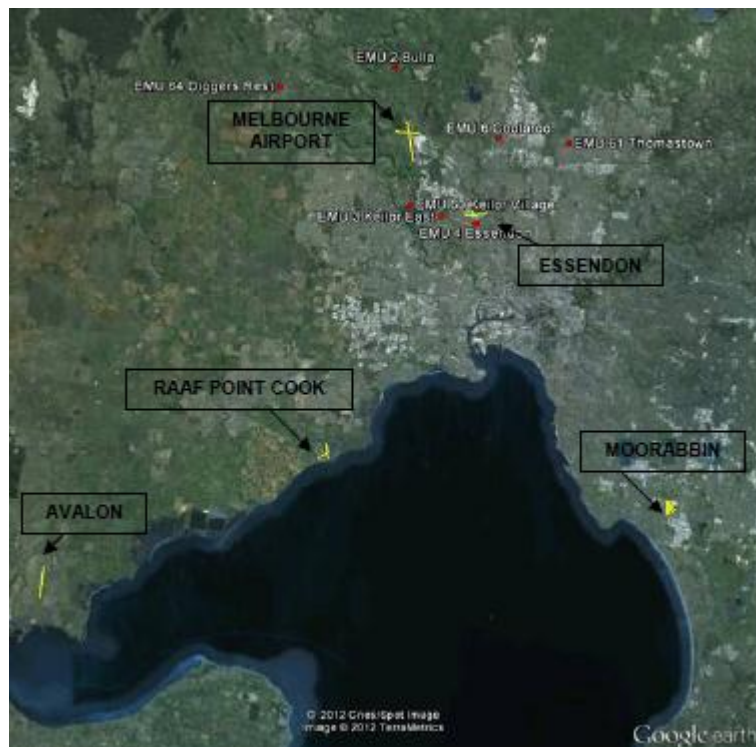 EMU 2 Bulla
EMU 64 Diggers Rest
MELBOURNE
AIRPORT
EMU 6 Coolaroo
EMU 61 Thomastown
EMU 55 Keilor Village
EMU 3 Keilor East
EMU 4 Essendon
ESSENDON
RAAF POINT COOK
MOORABBIN
AVALON
© 2012 Cnes/Spot Image
Image © 2012 TerraMetrics
Google earth